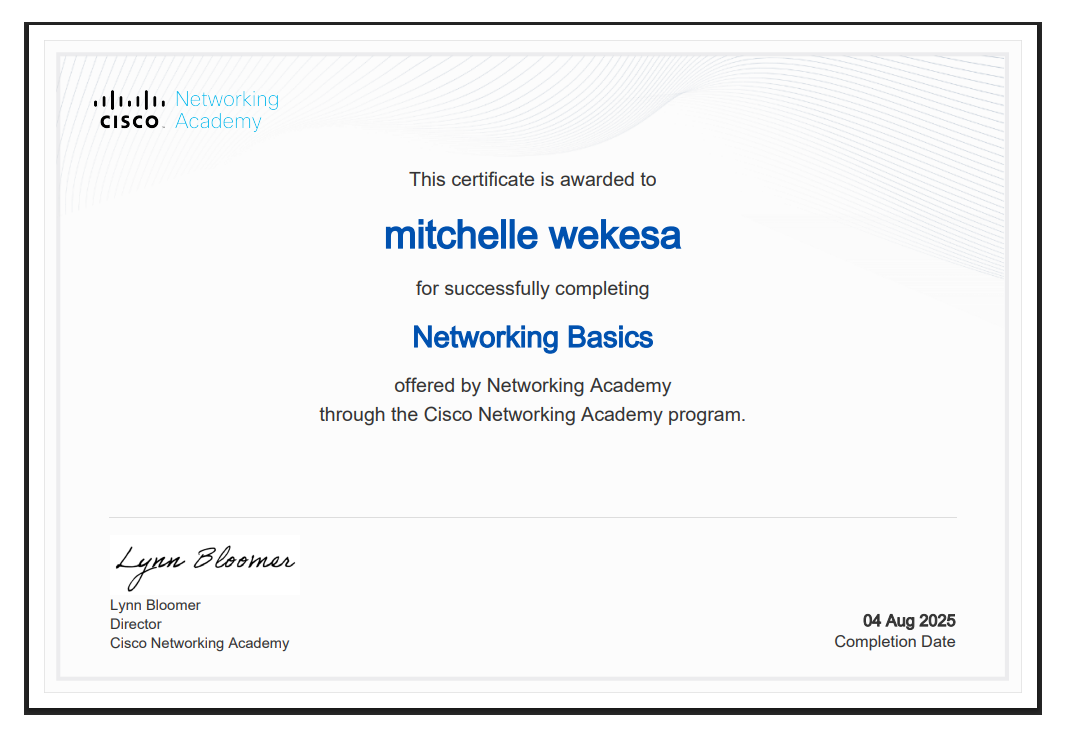 Networking
CISCO. Academy
This certificate is awarded to
mitchelle wekesa
for successfully completing
Networking Basics
offered by Networking Academy
through the Cisco Networking Academy program.
Lynn Bloomer
Lynn Bloomer
Director
Cisco Networking Academy
04 Aug 2025
Completion Date